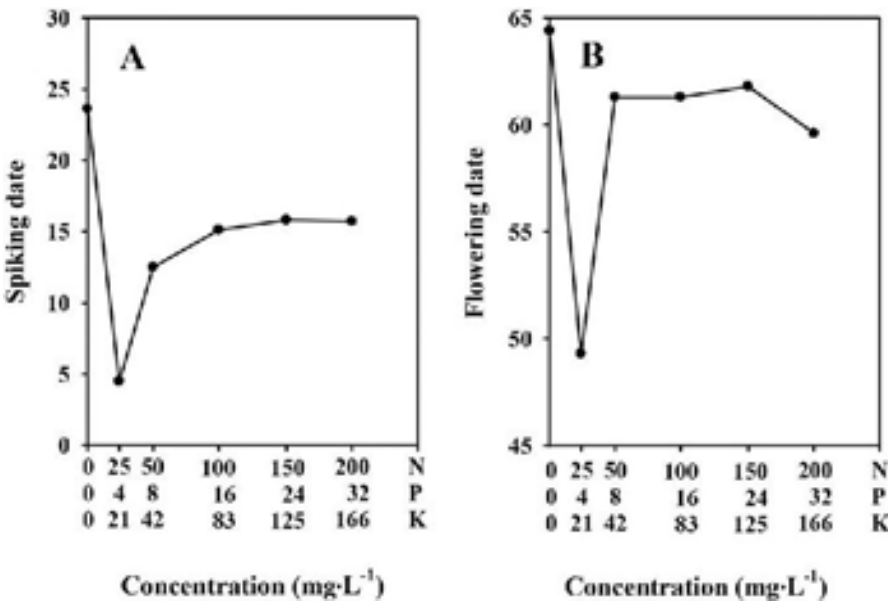 A
Spiking date
30
25
20
15
10
5
0
0 25 50 100 150 200 N
0 4 8 16 24 32 P
0 21 42 83 125 166 K
Concentration (mg·L⁻¹)
B
Flowering date
65
60
55
50
45
0 25 50 100 150 200 N
0 4 8 16 24 32 P
0 21 42 83 125 166 K
Concentration (mg·L⁻¹)